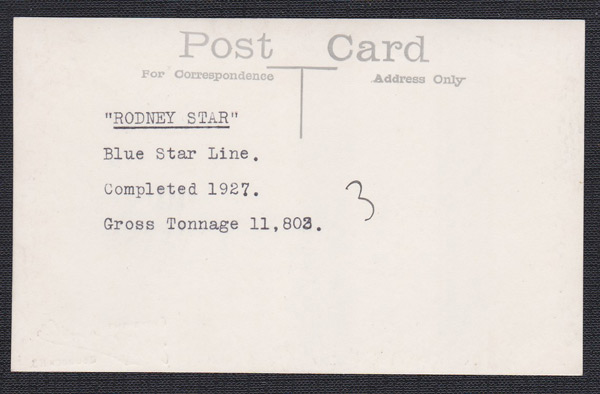 Post Card
For Correspondence Address Only
"RODNEY STAR"
Blue Star Line.
Completed 1927.
Gross Tonnage 11,803.
3